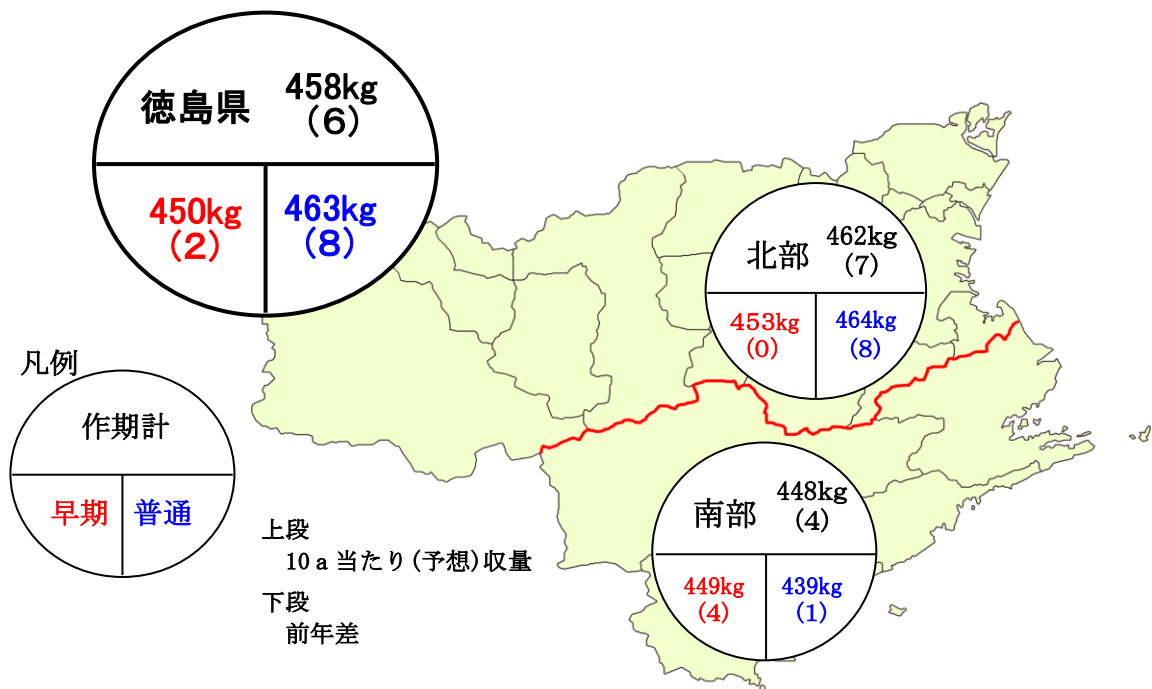 徳島県 458kg
(6)
450kg
(2)
463kg
(8)
北部 462kg
(7)
453kg
(0)
464kg
(8)
凡例
作期計
早期
普通
南部 448kg
(4)
449kg
(4)
439kg
(1)
上段
10a当たり(予想)収量
下段
前年差